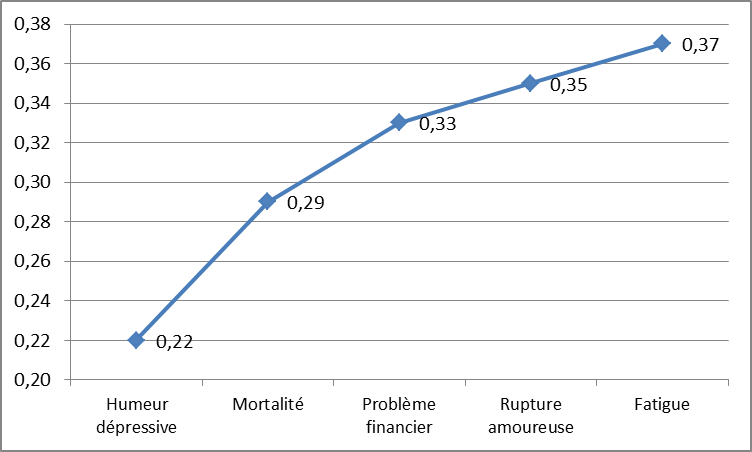 0,38
0,36
0,34
0,32
0,30
0,28
0,26
0,24
0,22
0,20
0,22
0,29
0,33
0,35
0,37
Humeur
dépressive
Mortalité
Problème
financier
Rupture
amoureuse
Fatigue